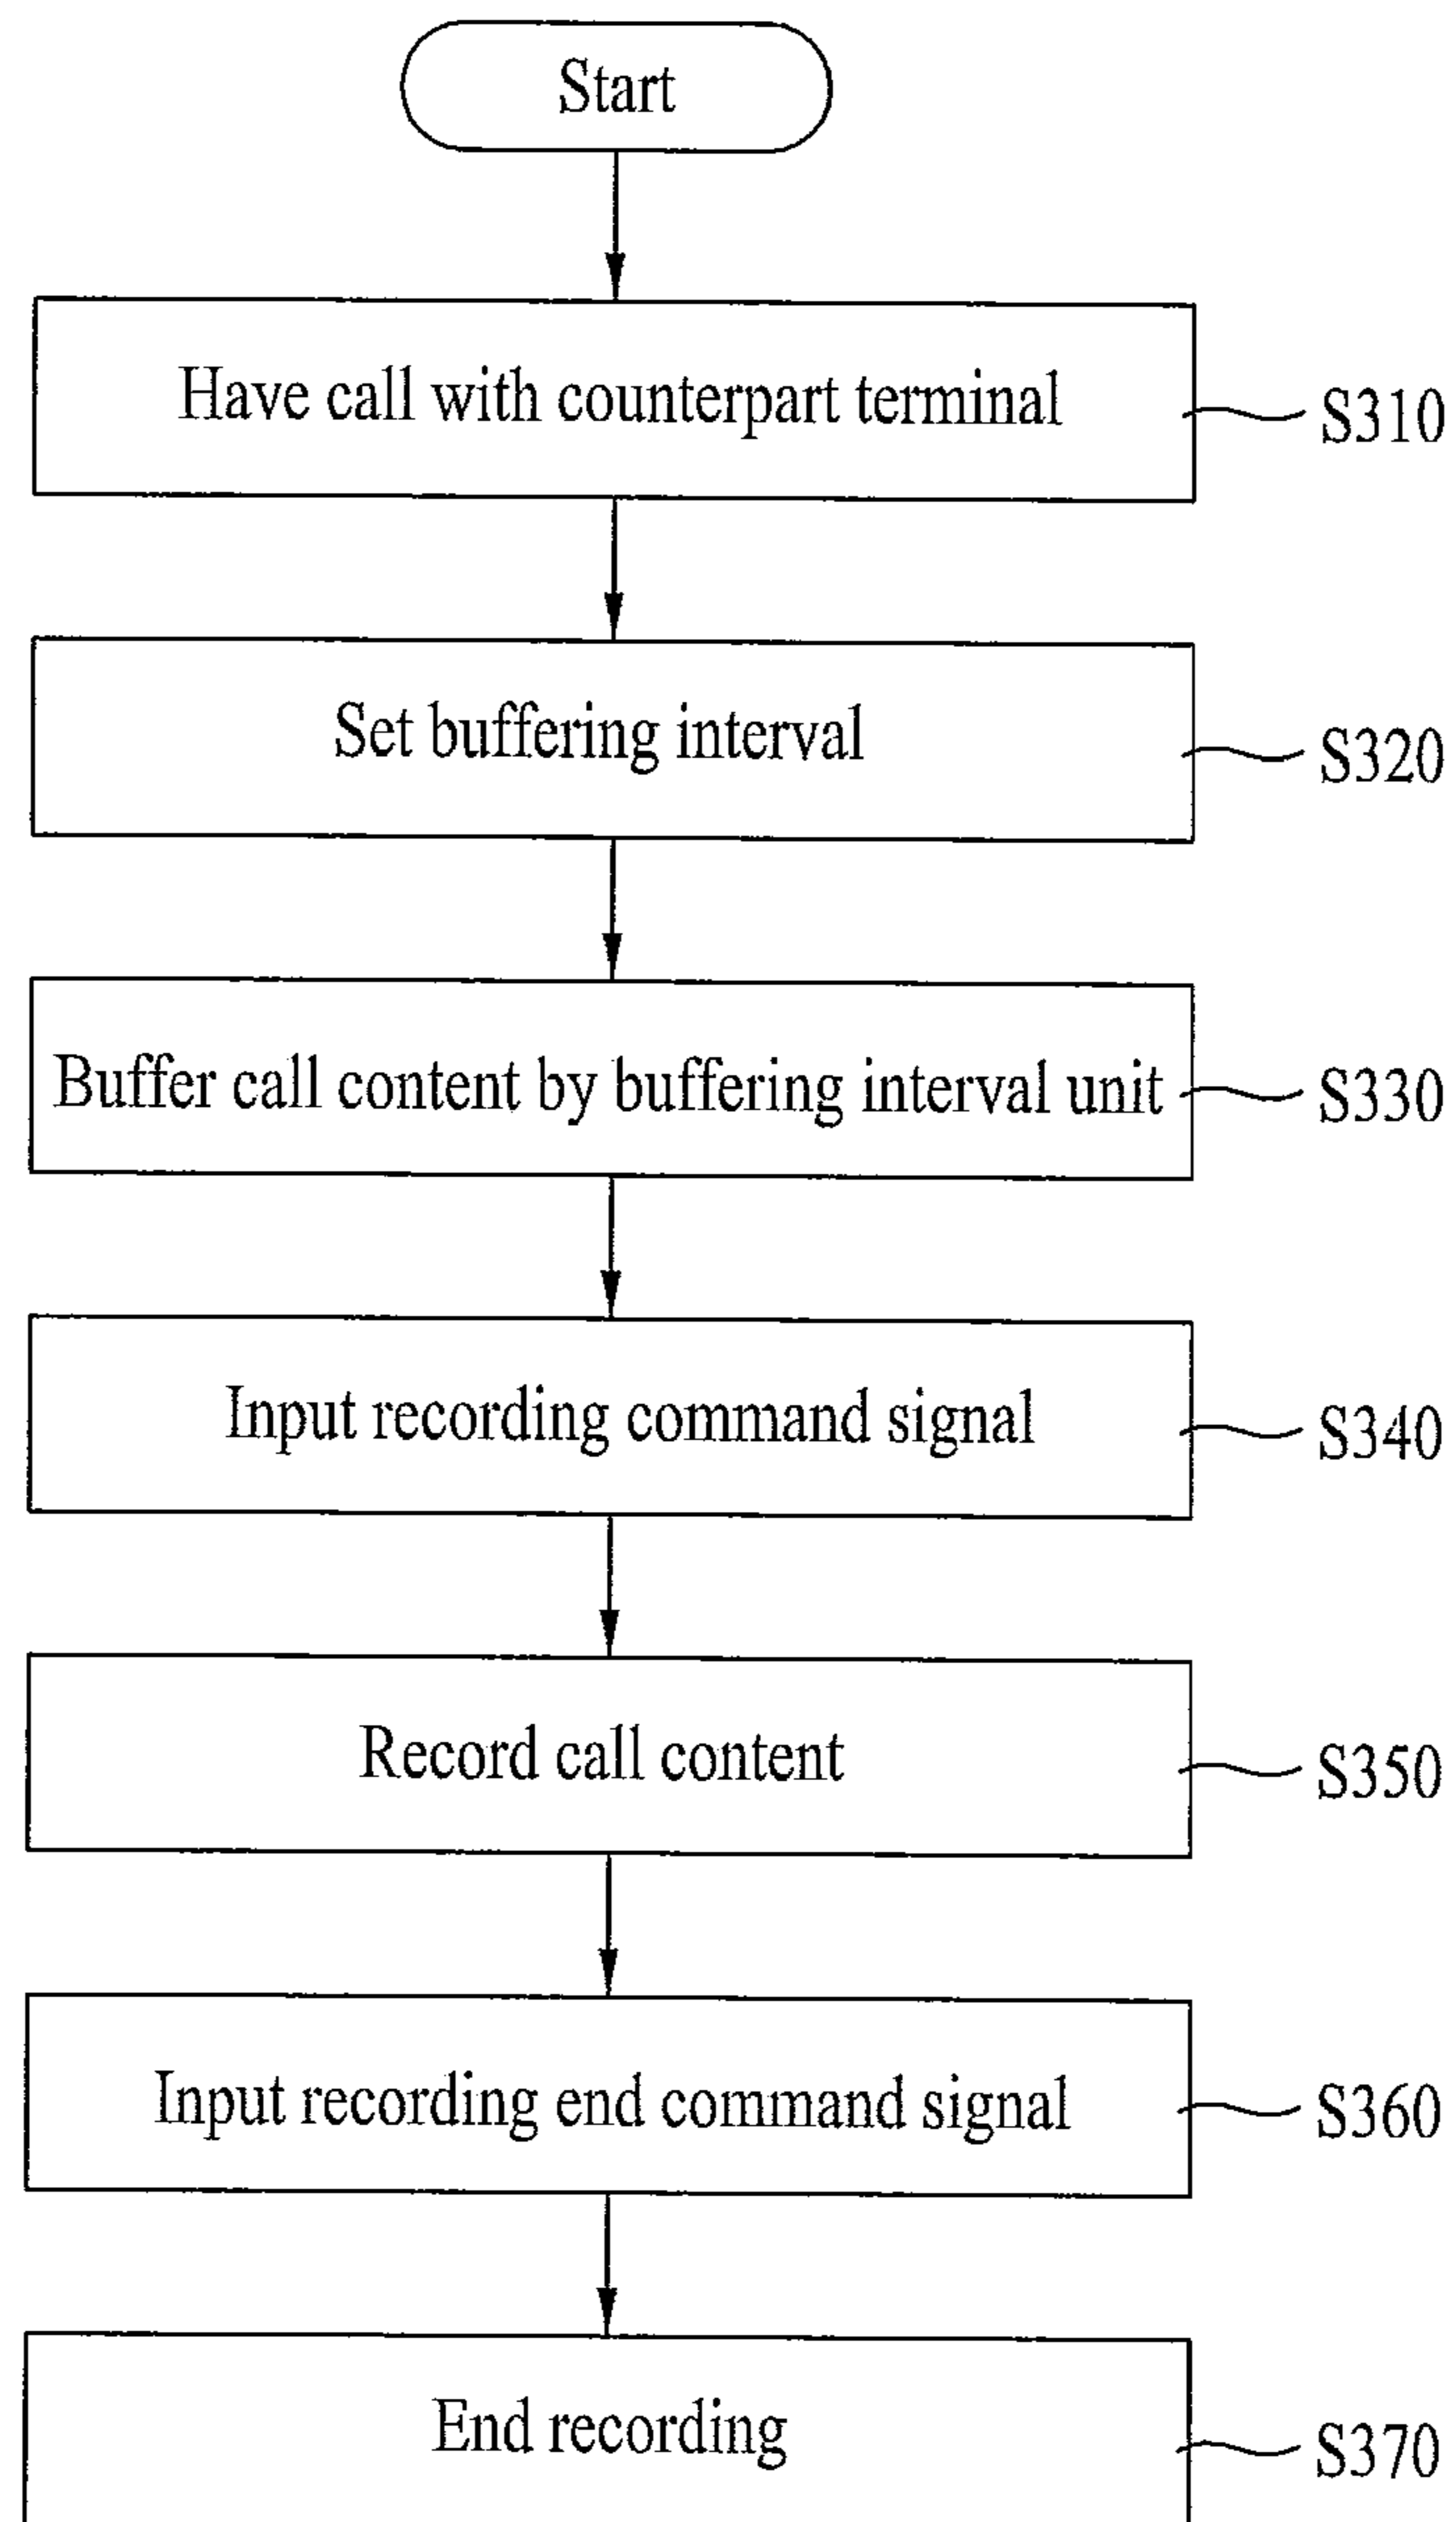 Start
Have call with counterpart terminal
S310
Set buffering interval
S320
Buffer call content by buffering interval unit
S330
Input recording command signal
S340
Record call content
S350
Input recording end command signal
S360
End recording
S370